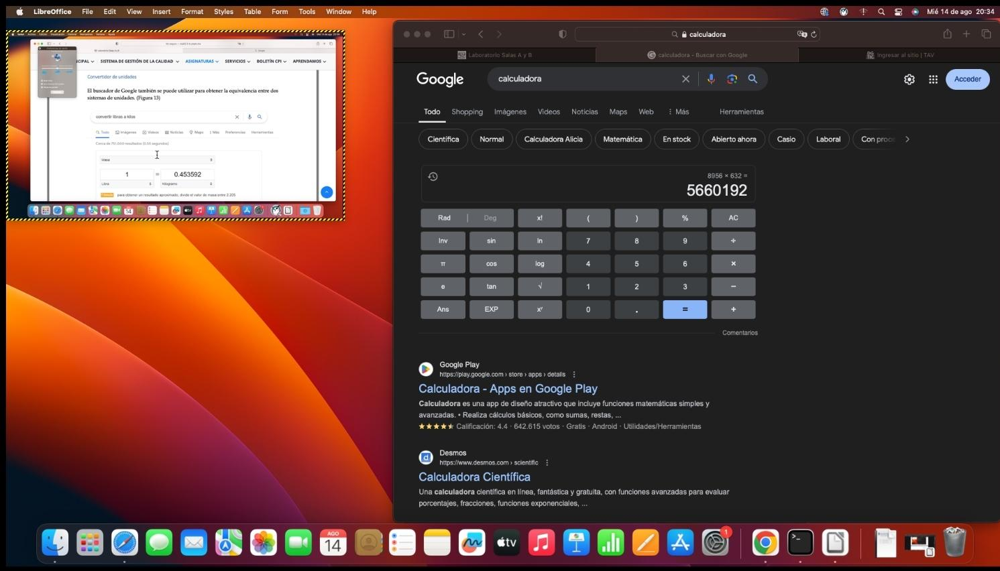 LibreOffice File Edit View Insert Format Styles Table Form Tools Window Help Mié 14 de ago 20:34
CIPAL SISTEMA DE GESTIÓN DE LA CALIDAD ASIGNATURAS SERVICIOS BOLETÍN CPI APRENDAMOS
Convertidor de unidades
El buscador de Google también se puede utilizar para obtener la equivalencia entre dos
sistemas de unidades. (Figura 13)
convertir libras a kilos
Todo Imágenes Videos Noticias Maps Más Preferencias Herramientas
Cerca de 751.000 resultados (0.55 segundos)
Masa
1 = 0.453592
Libra Kilogramo
para obtener un resultado aproximado, divide el valor de masa entre 2.205
calculadora
Laboratorio Salas A y B calculadora - Buscar con Google Ingresar al sitio | TAV
Google calculadora Acceder
Todo Shopping Imágenes Videos Noticias Maps Web Más Herramientas
Científica Normal Calculadora Alicia Matemática En stock Abierto ahora Casio Laboral Con proc
8956 × 632 =
5660192
Rad | Deg x! ( ) % AC
Inv sin ln 7 8 9 ÷
π cos log 4 5 6 ×
e tan √ 1 2 3 −
Ans EXP xʸ 0 . = +
Comentarios
Google Play
https://play.google.com › store › apps › details
Calculadora - Apps en Google Play
Calculadora es una app de diseño atractivo que incluye funciones matemáticas simples y
avanzadas. • Realiza cálculos básicos, como sumas, restas, ...
Calificación: 4.4 · 642.615 votos · Gratis · Android · Utilidades/Herramientas
Desmos
https://www.desmos.com › scientific
Calculadora Científica
Una calculadora científica en línea, fantástica y gratuita, con funciones avanzadas para evaluar
porcentajes, fracciones, funciones exponenciales, ...
AGO
14
tv
1